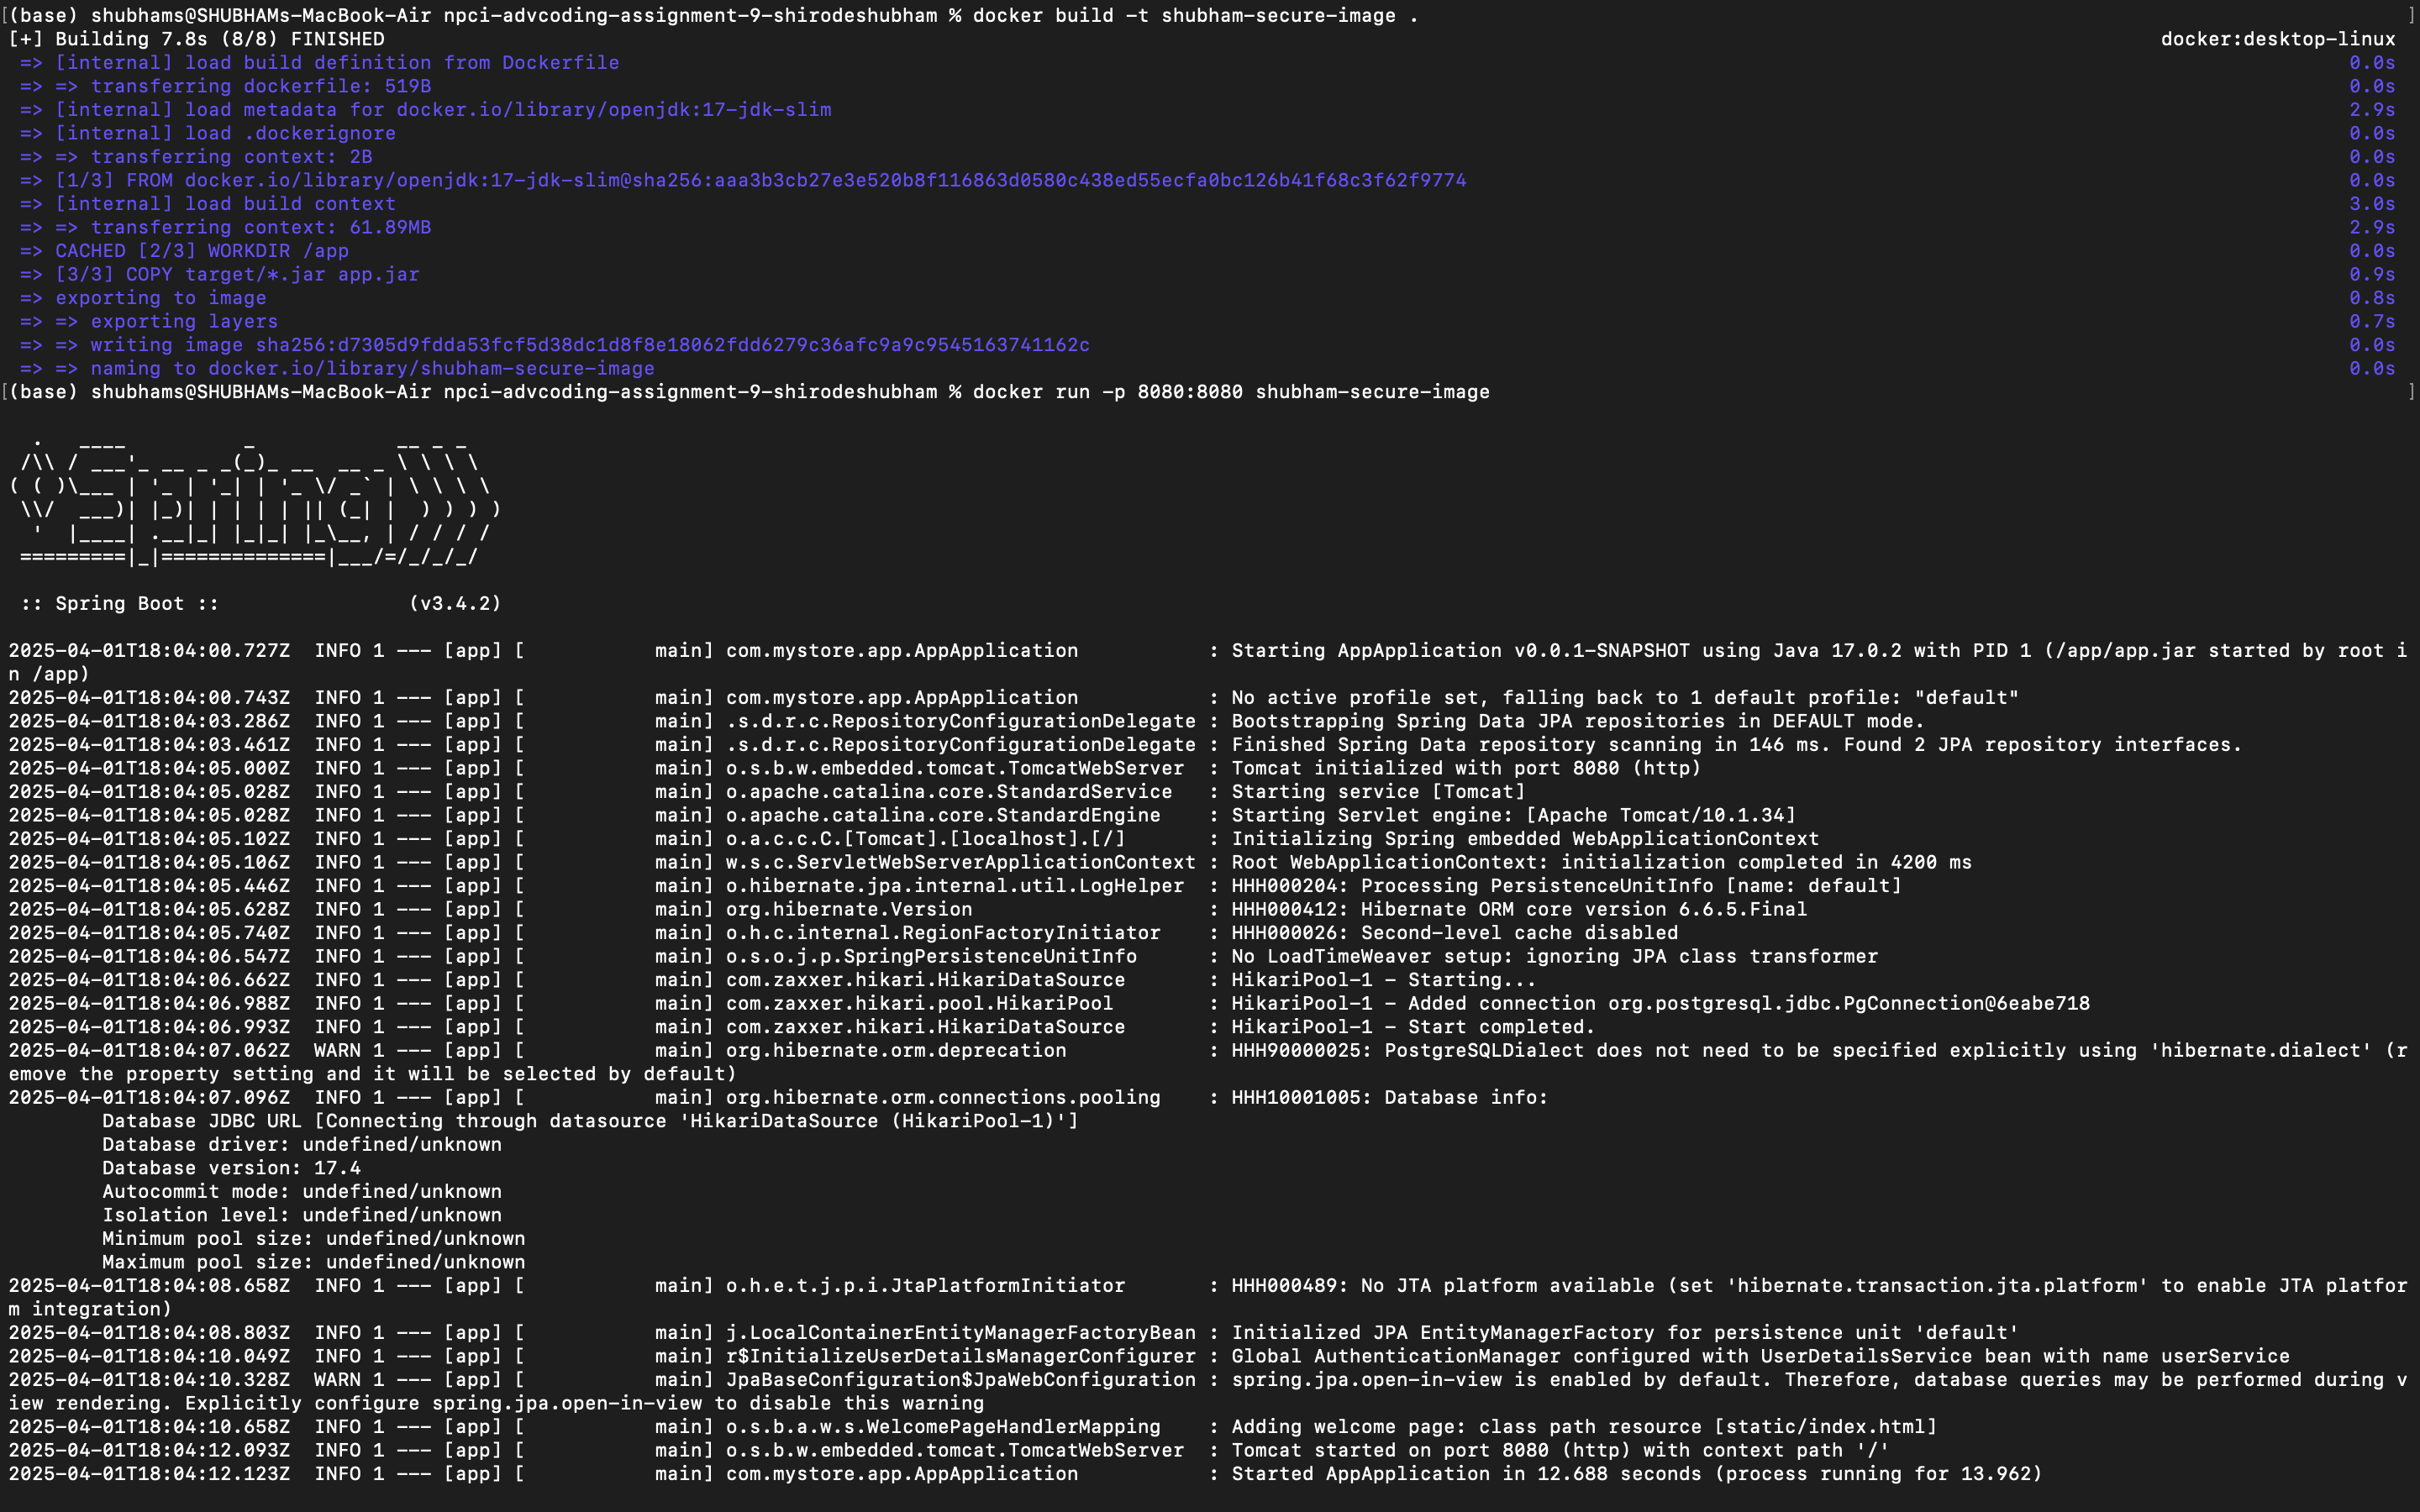 [(base) shubhams@SHUBHAMs-MacBook-Air npci-advcoding-assignment-9-shirodeshubham % docker build -t shubham-secure-image . ]
[+] Building 7.8s (8/8) FINISHED docker:desktop-linux
=> [internal] load build definition from Dockerfile 0.0s
=> => transferring dockerfile: 519B 0.0s
=> [internal] load metadata for docker.io/library/openjdk:17-jdk-slim 2.9s
=> [internal] load .dockerignore 0.0s
=> => transferring context: 2B 0.0s
=> [1/3] FROM docker.io/library/openjdk:17-jdk-slim@sha256:aaa3b3cb27e3e520b8f116863d0580c438ed55ecfa0bc126b41f68c3f62f9774 0.0s
=> [internal] load build context 3.0s
=> => transferring context: 61.89MB 2.9s
=> CACHED [2/3] WORKDIR /app 0.0s
=> [3/3] COPY target/*.jar app.jar 0.9s
=> exporting to image 0.8s
=> => exporting layers 0.7s
=> => writing image sha256:d7305d9fdda53fcf5d38dc1d8f8e18062fdd6279c36afc9a9c9545163741162c 0.0s
=> => naming to docker.io/library/shubham-secure-image 0.0s
[(base) shubhams@SHUBHAMs-MacBook-Air npci-advcoding-assignment-9-shirodeshubham % docker run -p 8080:8080 shubham-secure-image ]
  .   ____          _            __ _ _
 /\\ / ___'_ __ _ _(_)_ __  __ _ \ \ \ \
( ( )\___ | '_ | '_| | '_ \/ _` | \ \ \ \
 \\/  ___)| |_)| | | | | || (_| |  ) ) ) )
  '  |____| .__|_| |_|_| |_\__, | / / / /
 =========|_|==============|___/=/_/_/_/
 :: Spring Boot ::                (v3.4.2)
2025-04-01T18:04:00.727Z  INFO 1 --- [app] [           main] com.mystore.app.AppApplication           : Starting AppApplication v0.0.1-SNAPSHOT using Java 17.0.2 with PID 1 (/app/app.jar started by root i
n /app)
2025-04-01T18:04:00.743Z  INFO 1 --- [app] [           main] com.mystore.app.AppApplication           : No active profile set, falling back to 1 default profile: "default"
2025-04-01T18:04:03.286Z  INFO 1 --- [app] [           main] .s.d.r.c.RepositoryConfigurationDelegate : Bootstrapping Spring Data JPA repositories in DEFAULT mode.
2025-04-01T18:04:03.461Z  INFO 1 --- [app] [           main] .s.d.r.c.RepositoryConfigurationDelegate : Finished Spring Data repository scanning in 146 ms. Found 2 JPA repository interfaces.
2025-04-01T18:04:05.000Z  INFO 1 --- [app] [           main] o.s.b.w.embedded.tomcat.TomcatWebServer  : Tomcat initialized with port 8080 (http)
2025-04-01T18:04:05.028Z  INFO 1 --- [app] [           main] o.apache.catalina.core.StandardService   : Starting service [Tomcat]
2025-04-01T18:04:05.028Z  INFO 1 --- [app] [           main] o.apache.catalina.core.StandardEngine    : Starting Servlet engine: [Apache Tomcat/10.1.34]
2025-04-01T18:04:05.102Z  INFO 1 --- [app] [           main] o.a.c.c.C.[Tomcat].[localhost].[/]       : Initializing Spring embedded WebApplicationContext
2025-04-01T18:04:05.106Z  INFO 1 --- [app] [           main] w.s.c.ServletWebServerApplicationContext : Root WebApplicationContext: initialization completed in 4200 ms
2025-04-01T18:04:05.446Z  INFO 1 --- [app] [           main] o.hibernate.jpa.internal.util.LogHelper  : HHH000204: Processing PersistenceUnitInfo [name: default]
2025-04-01T18:04:05.628Z  INFO 1 --- [app] [           main] org.hibernate.Version                    : HHH000412: Hibernate ORM core version 6.6.5.Final
2025-04-01T18:04:05.740Z  INFO 1 --- [app] [           main] o.h.c.internal.RegionFactoryInitiator    : HHH000026: Second-level cache disabled
2025-04-01T18:04:06.547Z  INFO 1 --- [app] [           main] o.s.o.j.p.SpringPersistenceUnitInfo      : No LoadTimeWeaver setup: ignoring JPA class transformer
2025-04-01T18:04:06.662Z  INFO 1 --- [app] [           main] com.zaxxer.hikari.HikariDataSource       : HikariPool-1 - Starting...
2025-04-01T18:04:06.988Z  INFO 1 --- [app] [           main] com.zaxxer.hikari.pool.HikariPool        : HikariPool-1 - Added connection org.postgresql.jdbc.PgConnection@6eabe718
2025-04-01T18:04:06.993Z  INFO 1 --- [app] [           main] com.zaxxer.hikari.HikariDataSource       : HikariPool-1 - Start completed.
2025-04-01T18:04:07.062Z  WARN 1 --- [app] [           main] org.hibernate.orm.deprecation            : HHH90000025: PostgreSQLDialect does not need to be specified explicitly using 'hibernate.dialect' (r
emove the property setting and it will be selected by default)
2025-04-01T18:04:07.096Z  INFO 1 --- [app] [           main] org.hibernate.orm.connections.pooling    : HHH10001005: Database info:
Database JDBC URL [Connecting through datasource 'HikariDataSource (HikariPool-1)']
Database driver: undefined/unknown
Database version: 17.4
Autocommit mode: undefined/unknown
Isolation level: undefined/unknown
Minimum pool size: undefined/unknown
Maximum pool size: undefined/unknown
2025-04-01T18:04:08.658Z  INFO 1 --- [app] [           main] o.h.e.t.j.p.i.JtaPlatformInitiator       : HHH000489: No JTA platform available (set 'hibernate.transaction.jta.platform' to enable JTA platfor
m integration)
2025-04-01T18:04:08.803Z  INFO 1 --- [app] [           main] j.LocalContainerEntityManagerFactoryBean : Initialized JPA EntityManagerFactory for persistence unit 'default'
2025-04-01T18:04:10.049Z  INFO 1 --- [app] [           main] r$InitializeUserDetailsManagerConfigurer : Global AuthenticationManager configured with UserDetailsService bean with name userService
2025-04-01T18:04:10.328Z  WARN 1 --- [app] [           main] JpaBaseConfiguration$JpaWebConfiguration : spring.jpa.open-in-view is enabled by default. Therefore, database queries may be performed during v
iew rendering. Explicitly configure spring.jpa.open-in-view to disable this warning
2025-04-01T18:04:10.658Z  INFO 1 --- [app] [           main] o.s.b.a.w.s.WelcomePageHandlerMapping    : Adding welcome page: class path resource [static/index.html]
2025-04-01T18:04:12.093Z  INFO 1 --- [app] [           main] o.s.b.w.embedded.tomcat.TomcatWebServer  : Tomcat started on port 8080 (http) with context path '/'
2025-04-01T18:04:12.123Z  INFO 1 --- [app] [           main] com.mystore.app.AppApplication           : Started AppApplication in 12.688 seconds (process running for 13.962)